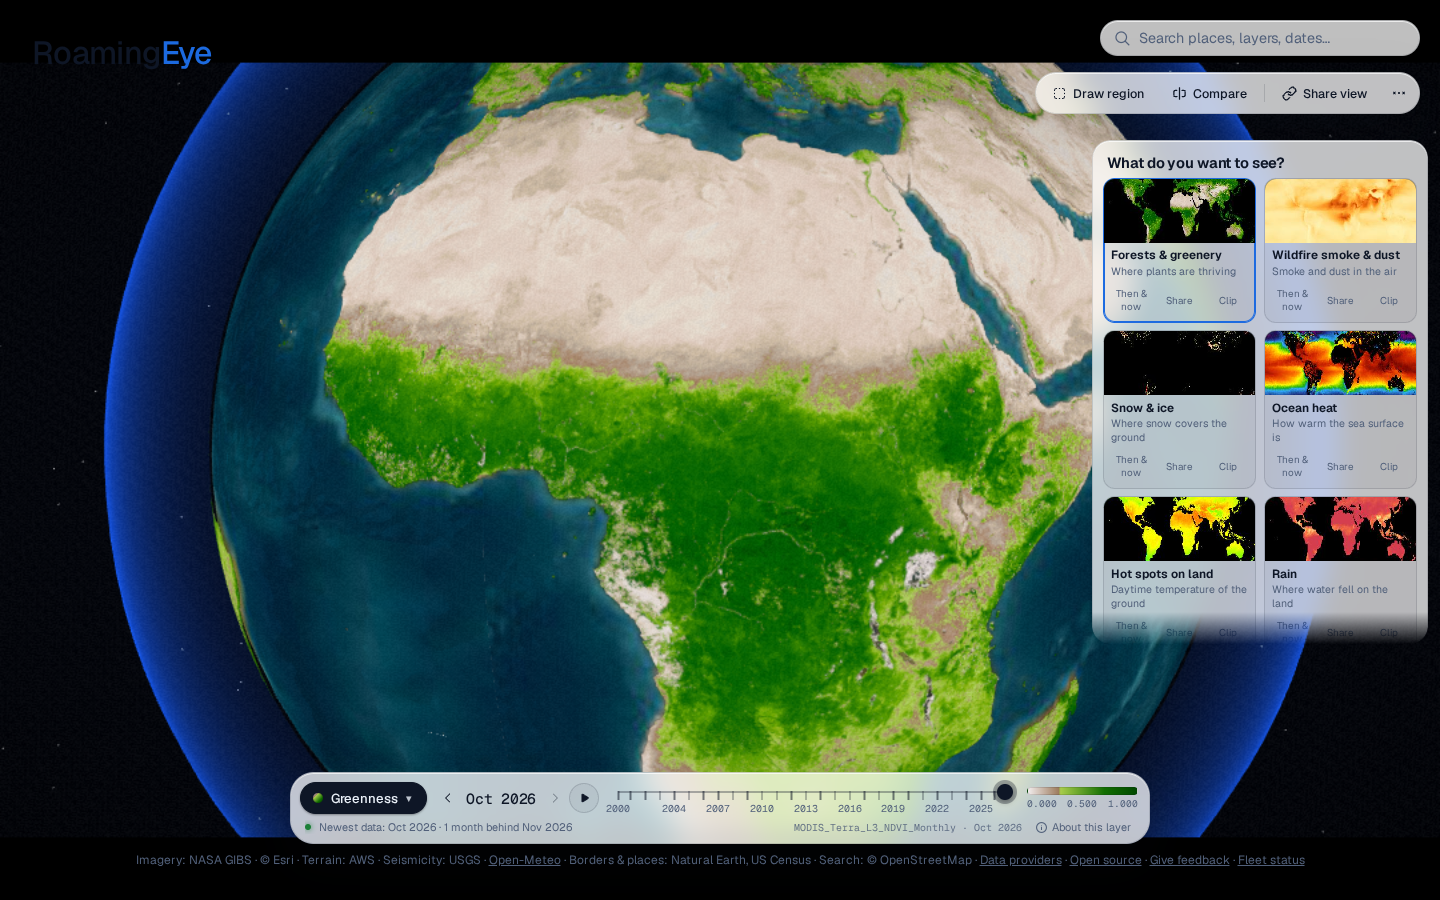 RoamingEye
Search places, layers, dates...
Draw region
Compare
Share view
What do you want to see?
Forests & greenery
Where plants are thriving
Then & now
Share
Clip
Wildfire smoke & dust
Smoke and dust in the air
Then & now
Share
Clip
Snow & ice
Where snow covers the
ground
Then & now
Share
Clip
Ocean heat
How warm the sea surface
is
Then & now
Share
Clip
Hot spots on land
Daytime temperature of the
ground
Then &
Share
Clip
Rain
Where water fell on the
land
Then &
Share
Clip
Greenness
Oct 2026
2000 2004 2007 2010 2013 2016 2019 2022 2025
0.000 0.500 1.000
Newest data: Oct 2026 · 1 month behind Nov 2026
MODIS_Terra_L3_NDVI_Monthly · Oct 2026
About this layer
Imagery: NASA GIBS · © Esri · Terrain: AWS · Seismicity: USGS · Open-Meteo · Borders & places: Natural Earth, US Census · Search: © OpenStreetMap · Data providers · Open source · Give feedback · Fleet status